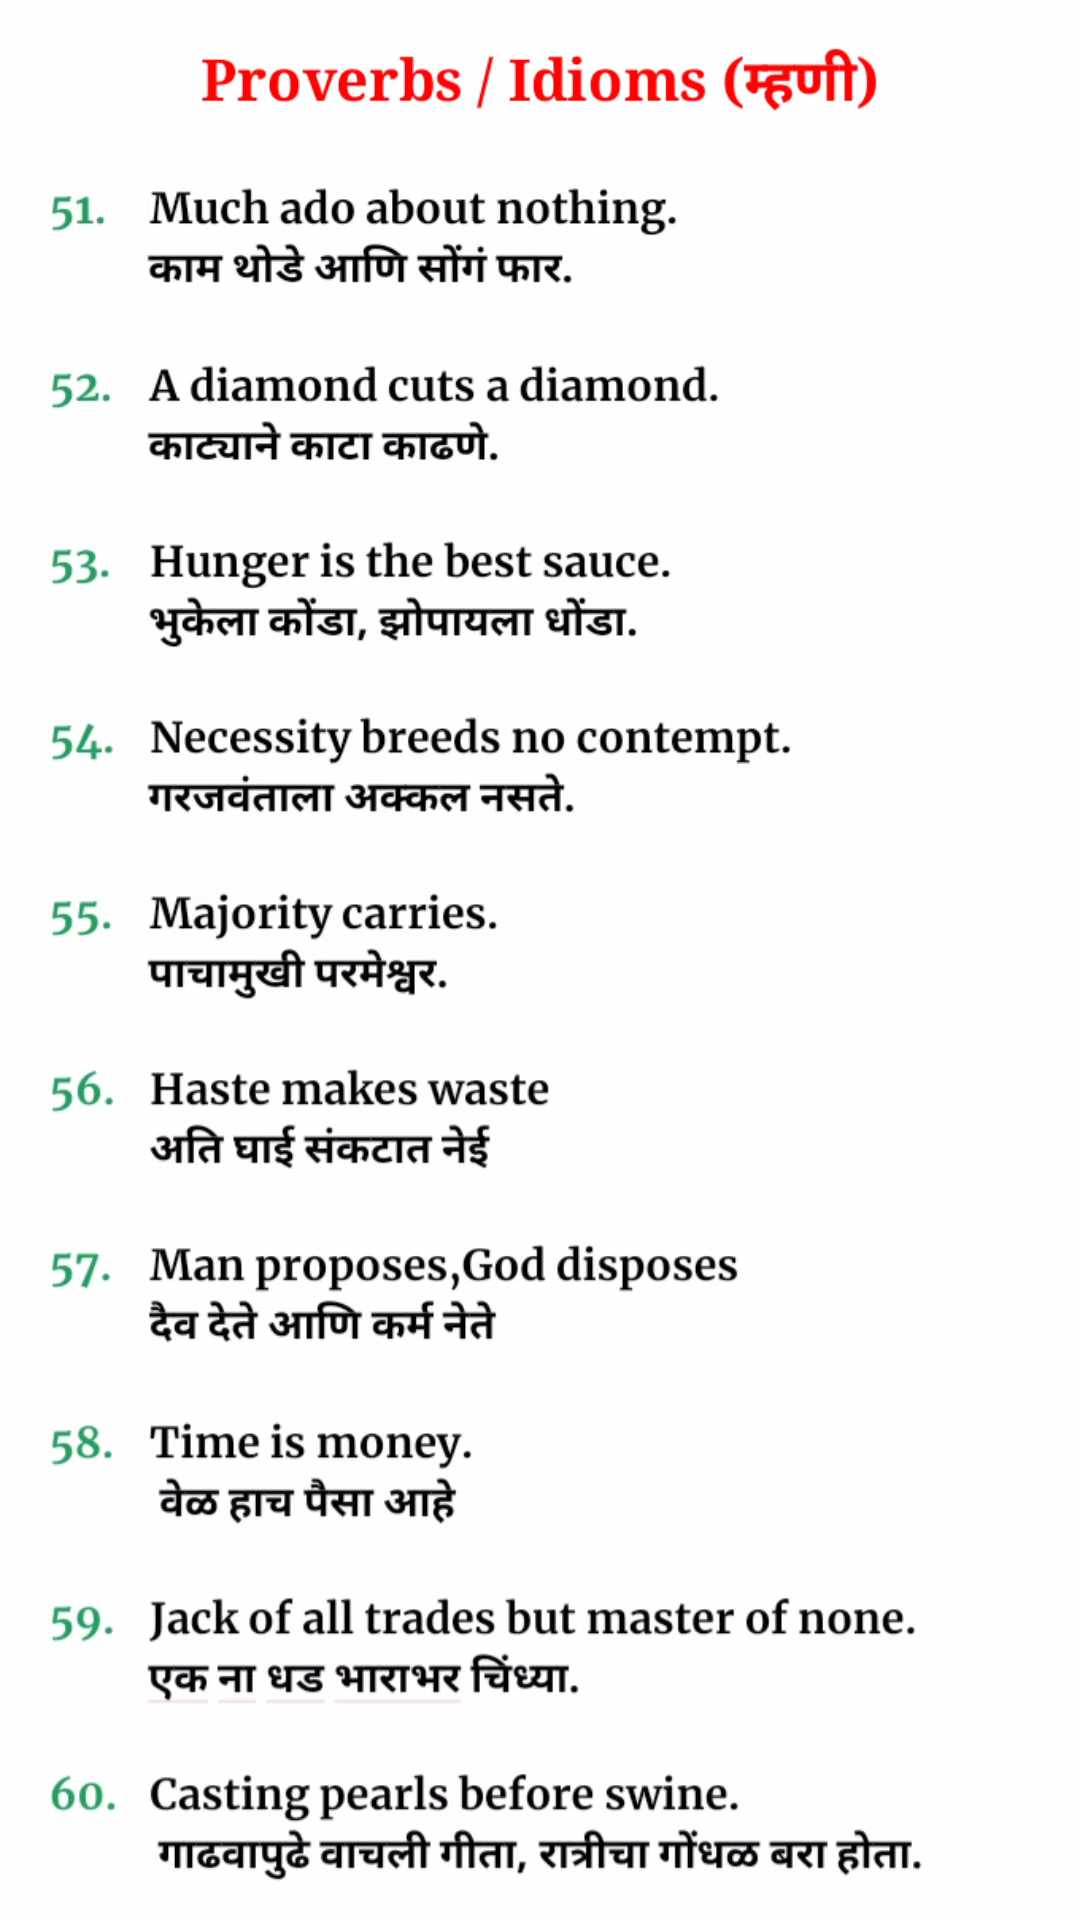 Proverbs / Idioms (म्हणी)
51. Much ado about nothing.
काम थोडे आणि सोंगं फार.
52. A diamond cuts a diamond.
काट्याने काटा काढणे.
53. Hunger is the best sauce.
भुकेला कोंडा, झोपायला धोंडा.
54. Necessity breeds no contempt.
गरजवंताला अक्कल नसते.
55. Majority carries.
पाचामुखी परमेश्वर.
56. Haste makes waste
अति घाई संकटात नेई
57. Man proposes,God disposes
दैव देते आणि कर्म नेते
58. Time is money.
वेळ हाच पैसा आहे
59. Jack of all trades but master of none.
एक ना धड भाराभर चिंध्या.
60. Casting pearls before swine.
गाढवापुढे वाचली गीता, रात्रीचा गोंधळ बरा होता.